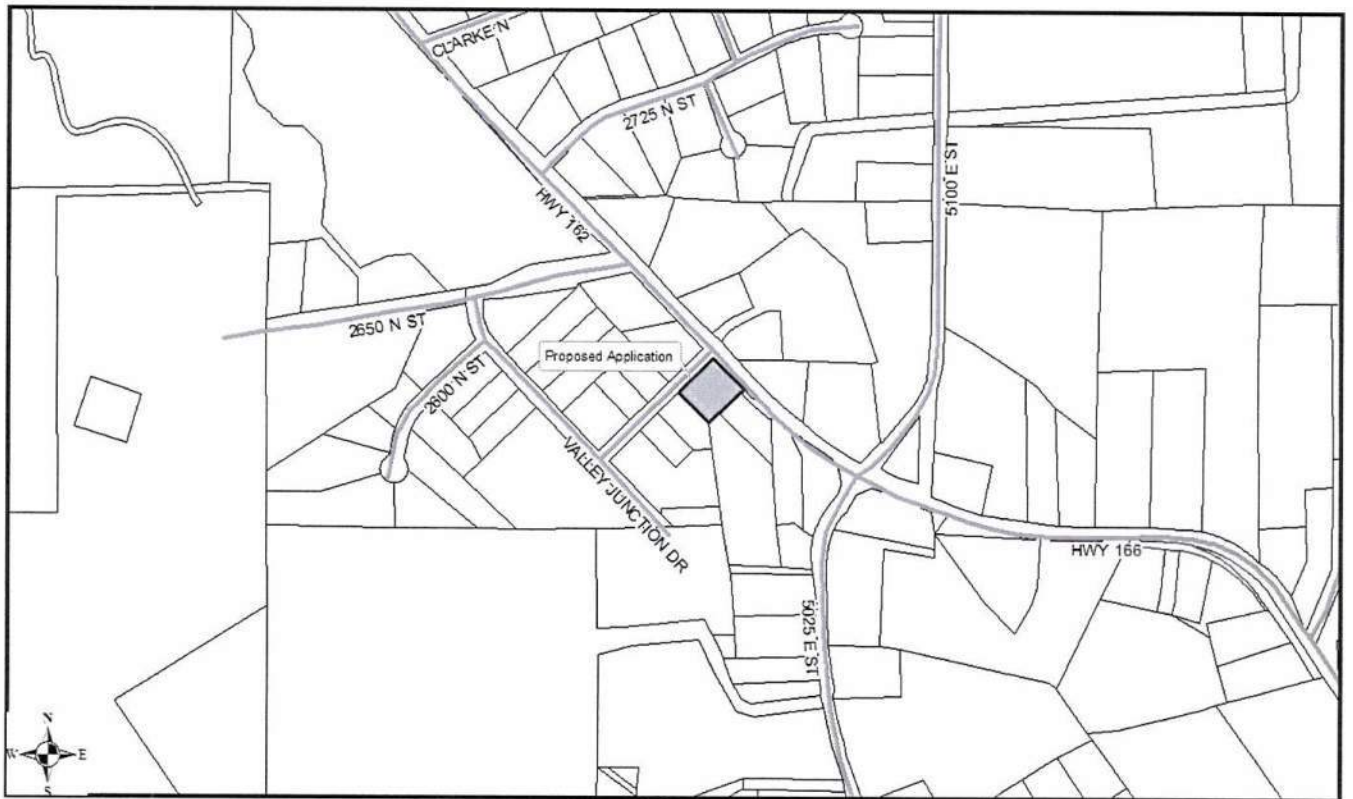 CLARKE N
2725 N ST
5100 E ST
HWY 162
2650 N ST
Proposed Application
2600 N ST
VALLEY JUNCTION DR
HWY 166
5025 E ST
N
W
E
S